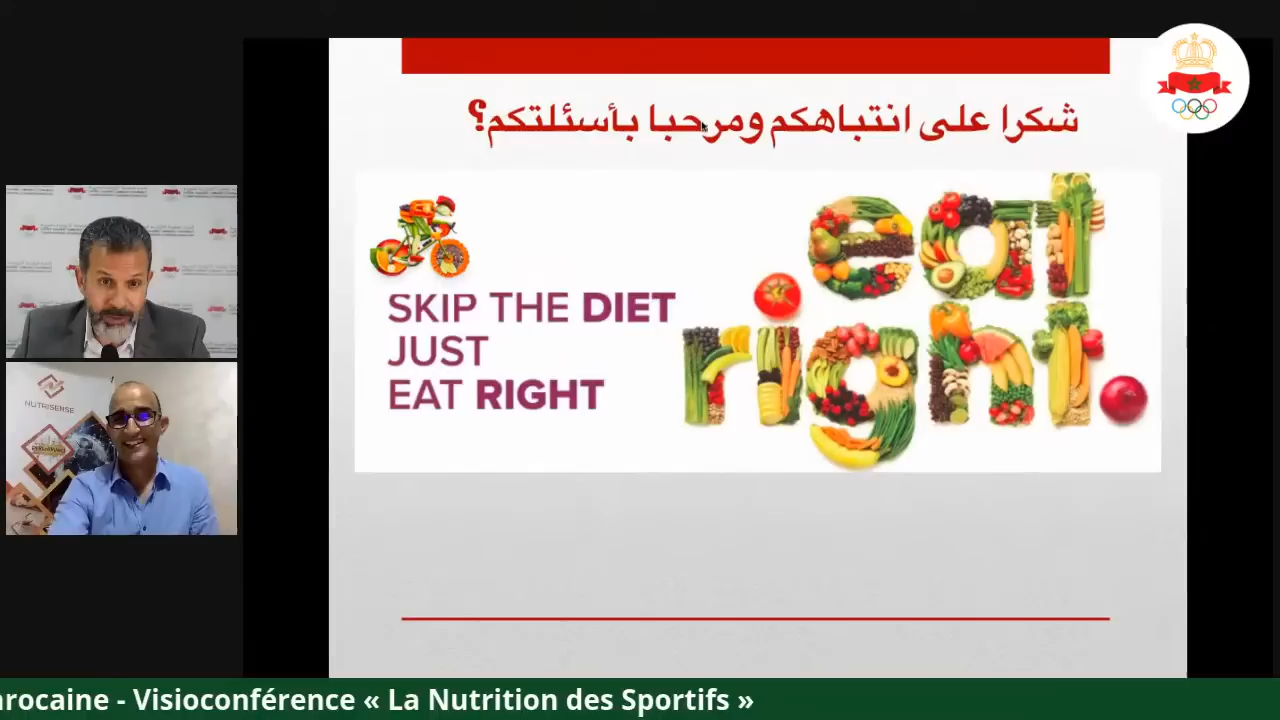 شكرا على انتباهكم ومرحبا بأسئلتكم؟
SKIP THE DIET
JUST
EAT RIGHT
eat
right.
NUTRISENSE
arocaine - Visioconférence « La Nutrition des Sportifs »